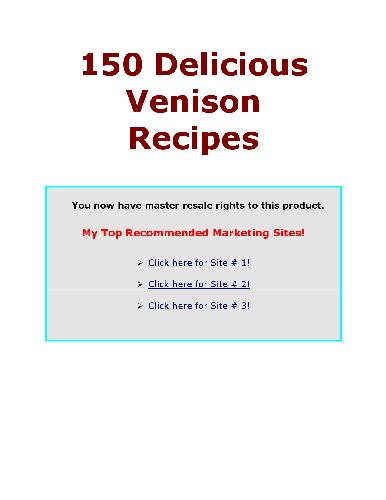 150 Delicious
Venison
Recipes
You now have master resale rights to this product.
My Top Recommended Marketing Sites!
➢ Click here for Site # 1!
➢ Click here for Site # 2!
➢ Click here for Site # 3!